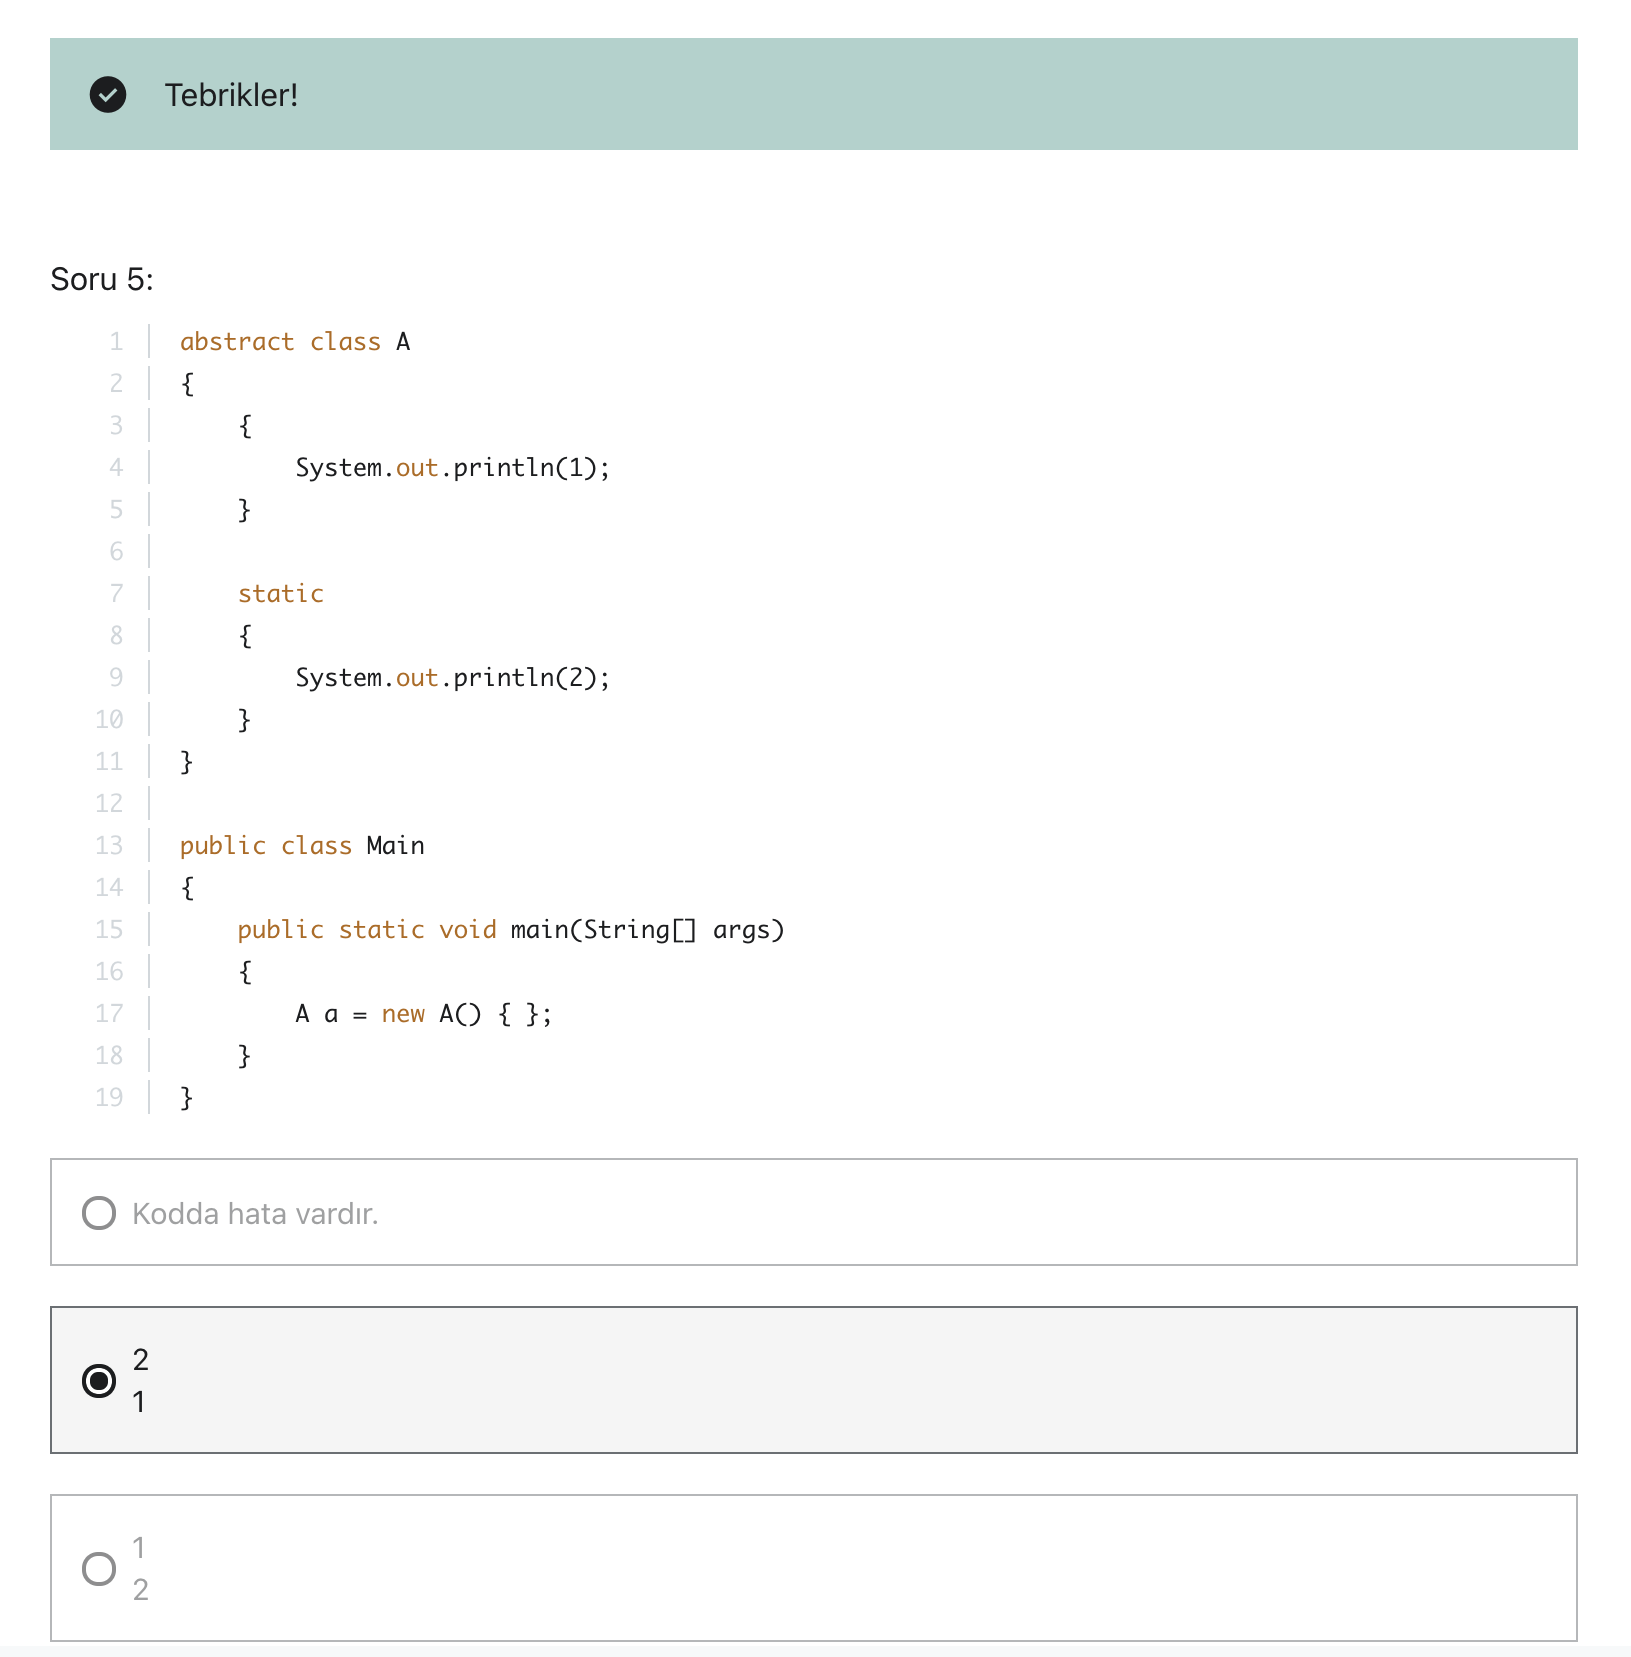 Tebrikler!
Soru 5:
1 abstract class A
2 {
3     {
4         System.out.println(1);
5     }
6
7     static
8     {
9         System.out.println(2);
10     }
11 }
12
13 public class Main
14 {
15     public static void main(String[] args)
16     {
17         A a = new A() { };
18     }
19 }
Kodda hata vardır.
2
1
1
2